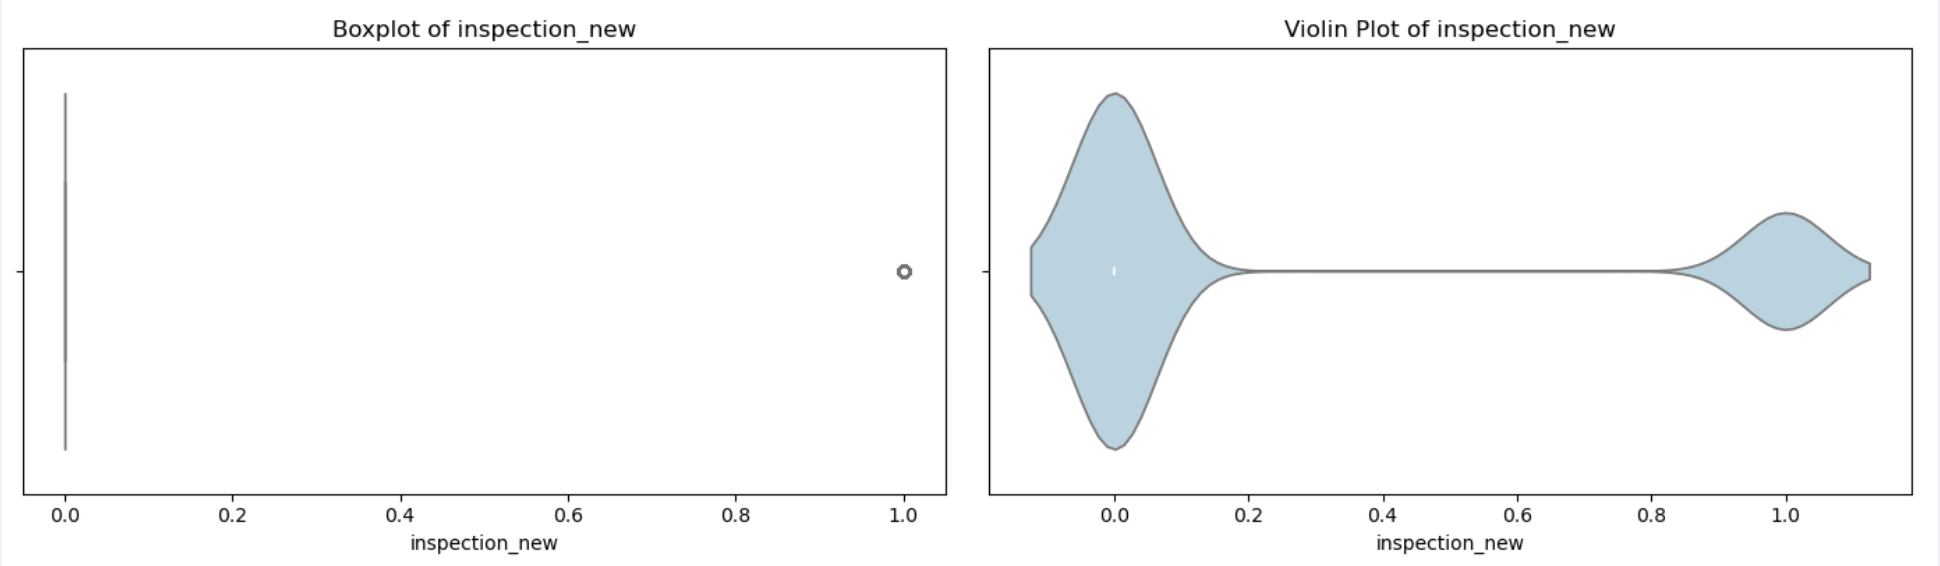 Boxplot of inspection_new
0.0 0.2 0.4 0.6 0.8 1.0
inspection_new
Violin Plot of inspection_new
0.0 0.2 0.4 0.6 0.8 1.0
inspection_new